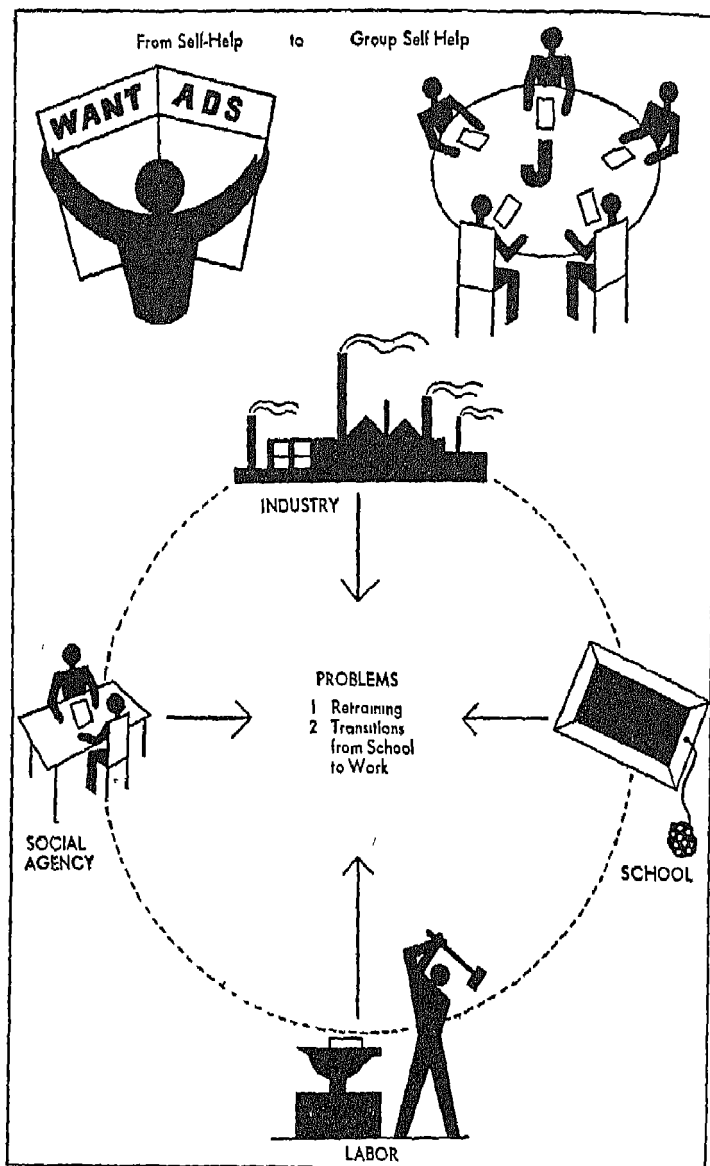 From Self-Help to Group Self Help
WANT ADS
J
INDUSTRY
PROBLEMS
1 Retraining
2 Transitions
from School
to Work
SOCIAL
AGENCY
SCHOOL
LABOR